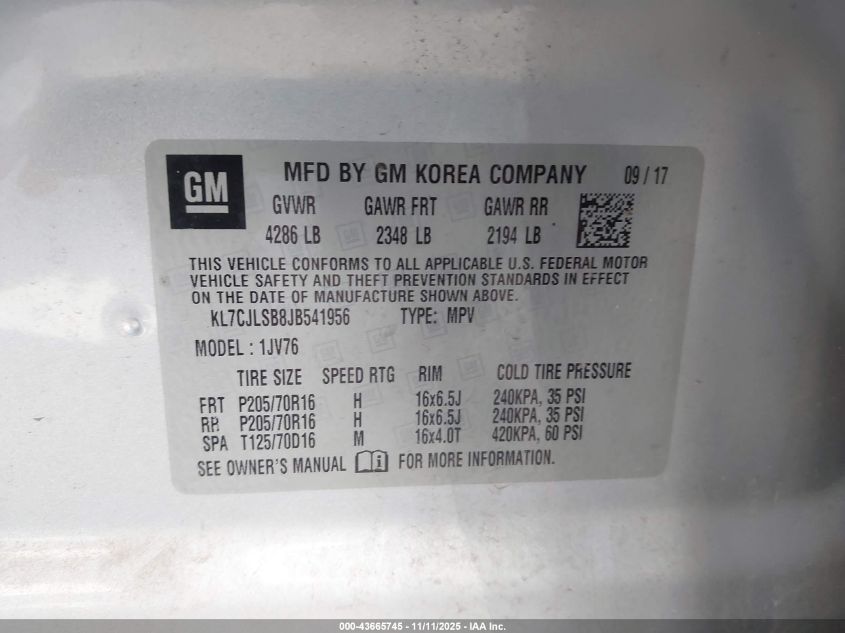 GM
MFD BY GM KOREA COMPANY 09 / 17
GVWR GAWR FRT GAWR RR
4286 LB 2348 LB 2194 LB
THIS VEHICLE CONFORMS TO ALL APPLICABLE U.S. FEDERAL MOTOR
VEHICLE SAFETY AND THEFT PREVENTION STANDARDS IN EFFECT
ON THE DATE OF MANUFACTURE SHOWN ABOVE.
KL7CJLSB8JB541956 TYPE: MPV
MODEL : 1JV76
TIRE SIZE SPEED RTG RIM COLD TIRE PRESSURE
FRT P205/70R16 H 16x6.5J 240KPA, 35 PSI
RR P205/70R16 H 16x6.5J 240KPA, 35 PSI
SPA T125/70D16 M 16x4.0T 420KPA, 60 PSI
SEE OWNER'S MANUAL FOR MORE INFORMATION.
000-43665745 - 11/11/2025 - IAA Inc.